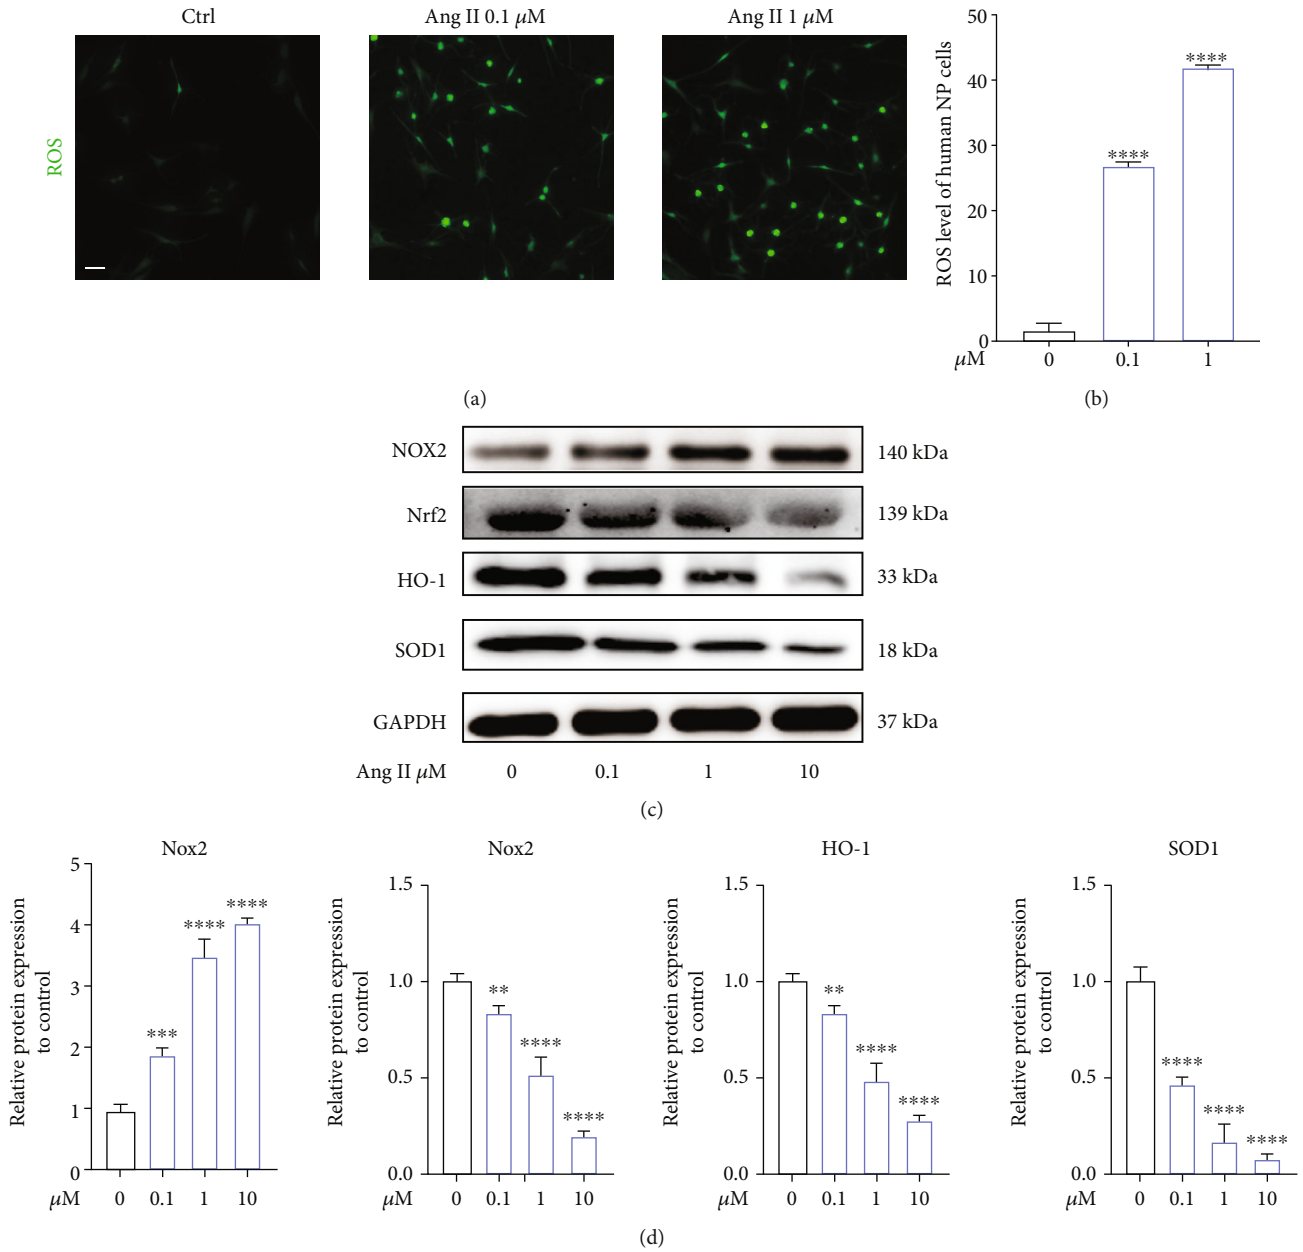 Ctrl
Ang II 0.1 μM
Ang II 1 μM
ROS
ROS level of human NP cells
50
40
30
20
10
0
****
****
μM
0
0.1
1
(a)
(b)
NOX2
140 kDa
Nrf2
139 kDa
HO-1
33 kDa
SOD1
18 kDa
GAPDH
37 kDa
Ang II μM
0
0.1
1
10
(c)
Nox2
Relative protein expression
to control
5
4
3
2
1
0
***
****
****
μM
0
0.1
1
10
Nox2
Relative protein expression
to control
1.5
1.0
0.5
0.0
**
****
****
μM
0
0.1
1
10
HO-1
Relative protein expression
to control
1.5
1.0
0.5
0.0
**
****
****
μM
0
0.1
1
10
SOD1
Relative protein expression
to control
1.5
1.0
0.5
0.0
****
****
****
μM
0
0.1
1
10
(d)